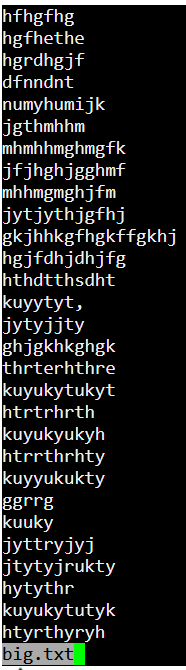 hfhgfhg
hgfhethe
hgrdhgjf
dfnndnt
numyhumijk
jgthmhhm
mhmhhmghmgfk
jfjhghjgghmf
mhhmgmghjfm
jytjythjgfhj
gkjhhkgfhgkffgkhj
hgjfdhjdhjfg
hthdtthsdht
kuyytyt,
jytyjjty
ghjgkhkghgk
thrterhthre
kuyukytukyt
htrtrhrth
kuyukyukyh
htrrthrhty
kuyyukukty
ggrrg
kuuky
jyttryjyj
jtytyjrukty
hytythr
kuyukytutyk
htyrthyryh
big.txt